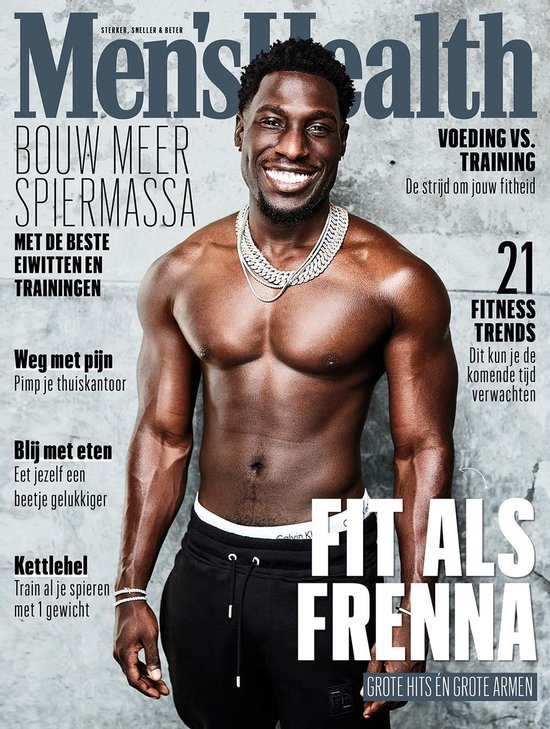 STERKER, SNELLER & BETER
Men'sHealth
BOUW MEER
SPIERMASSA
MET DE BESTE
EIWITTEN EN
TRAININGEN
Weg met pijn
Pimp je thuiskantoor
Blij met eten
Eet jezelf een
beetje gelukkiger
Kettlehel
Train al je spieren
met 1 gewicht
VOEDING VS.
TRAINING
De strijd om jouw fitheid
21
FITNESS
TRENDS
Dit kun je de
komende tijd
verwachten
Calvin K
FIT ALS
FRENNA
GROTE HITS ÉN GROTE ARMEN